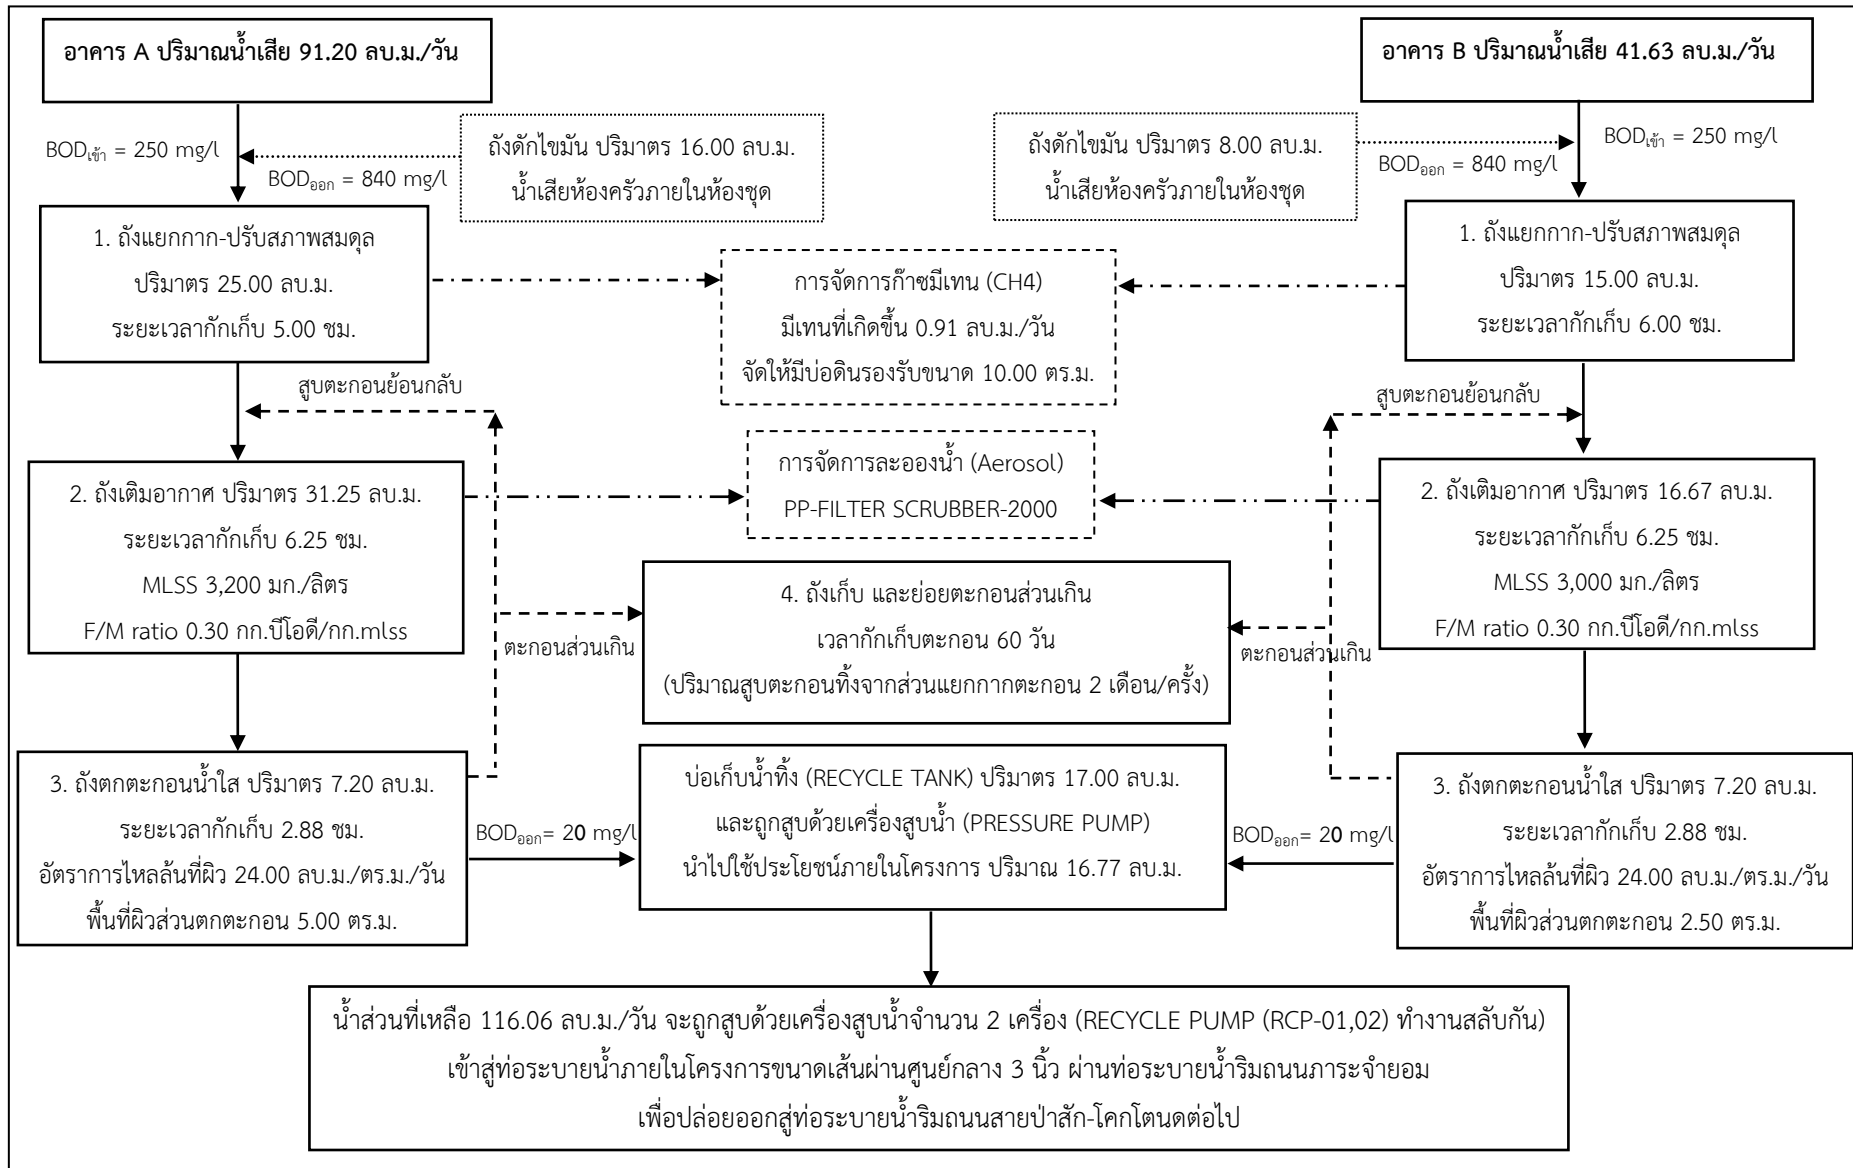 อาคาร A ปริมาณน้ำเสีย 91.20 ลบ.ม./วัน
BODเข้า = 250 mg/l
ถังดักไขมัน ปริมาตร 16.00 ลบ.ม.
น้ำเสียห้องครัวภายในห้องชุด
BODออก = 840 mg/l
อาคาร B ปริมาณน้ำเสีย 41.63 ลบ.ม./วัน
BODเข้า = 250 mg/l
ถังดักไขมัน ปริมาตร 8.00 ลบ.ม.
น้ำเสียห้องครัวภายในห้องชุด
BODออก = 840 mg/l
1. ถังแยกกาก-ปรับสภาพสมดุล
ปริมาตร 25.00 ลบ.ม.
ระยะเวลากักเก็บ 5.00 ชม.
การจัดการก๊าซมีเทน (CH4)
มีเทนที่เกิดขึ้น 0.91 ลบ.ม./วัน
จัดให้มีบ่อดินรองรับขนาด 10.00 ตร.ม.
1. ถังแยกกาก-ปรับสภาพสมดุล
ปริมาตร 15.00 ลบ.ม.
ระยะเวลากักเก็บ 6.00 ชม.
สูบตะกอนย้อนกลับ
สูบตะกอนย้อนกลับ
2. ถังเติมอากาศ ปริมาตร 31.25 ลบ.ม.
ระยะเวลากักเก็บ 6.25 ชม.
MLSS 3,200 มก./ลิตร
F/M ratio 0.30 กก.บีโอดี/กก.mlss
การจัดการละอองน้ำ (Aerosol)
PP-FILTER SCRUBBER-2000
2. ถังเติมอากาศ ปริมาตร 16.67 ลบ.ม.
ระยะเวลากักเก็บ 6.25 ชม.
MLSS 3,000 มก./ลิตร
F/M ratio 0.30 กก.บีโอดี/กก.mlss
ตะกอนส่วนเกิน
4. ถังเก็บ และย่อยตะกอนส่วนเกิน
เวลากักเก็บตะกอน 60 วัน
(ปริมาณสูบตะกอนทิ้งจากส่วนแยกกากตะกอน 2 เดือน/ครั้ง)
ตะกอนส่วนเกิน
3. ถังตกตะกอนน้ำใส ปริมาตร 7.20 ลบ.ม.
ระยะเวลากักเก็บ 2.88 ชม.
อัตราการไหลล้นที่ผิว 24.00 ลบ.ม./ตร.ม./วัน
พื้นที่ผิวส่วนตกตะกอน 5.00 ตร.ม.
BODออก= 20 mg/l
บ่อเก็บน้ำทิ้ง (RECYCLE TANK) ปริมาตร 17.00 ลบ.ม.
และถูกสูบด้วยเครื่องสูบน้ำ (PRESSURE PUMP)
นำไปใช้ประโยชน์ภายในโครงการ ปริมาณ 16.77 ลบ.ม.
BODออก= 20 mg/l
3. ถังตกตะกอนน้ำใส ปริมาตร 7.20 ลบ.ม.
ระยะเวลากักเก็บ 2.88 ชม.
อัตราการไหลล้นที่ผิว 24.00 ลบ.ม./ตร.ม./วัน
พื้นที่ผิวส่วนตกตะกอน 2.50 ตร.ม.
น้ำส่วนที่เหลือ 116.06 ลบ.ม./วัน จะถูกสูบด้วยเครื่องสูบน้ำจำนวน 2 เครื่อง (RECYCLE PUMP (RCP-01,02) ทำงานสลับกัน)
เข้าสู่ท่อระบายน้ำภายในโครงการขนาดเส้นผ่านศูนย์กลาง 3 นิ้ว ผ่านท่อระบายน้ำริมถนนภาระจำยอม
เพื่อปล่อยออกสู่ท่อระบายน้ำริมถนนสายป่าสัก-โคกโตนดต่อไป